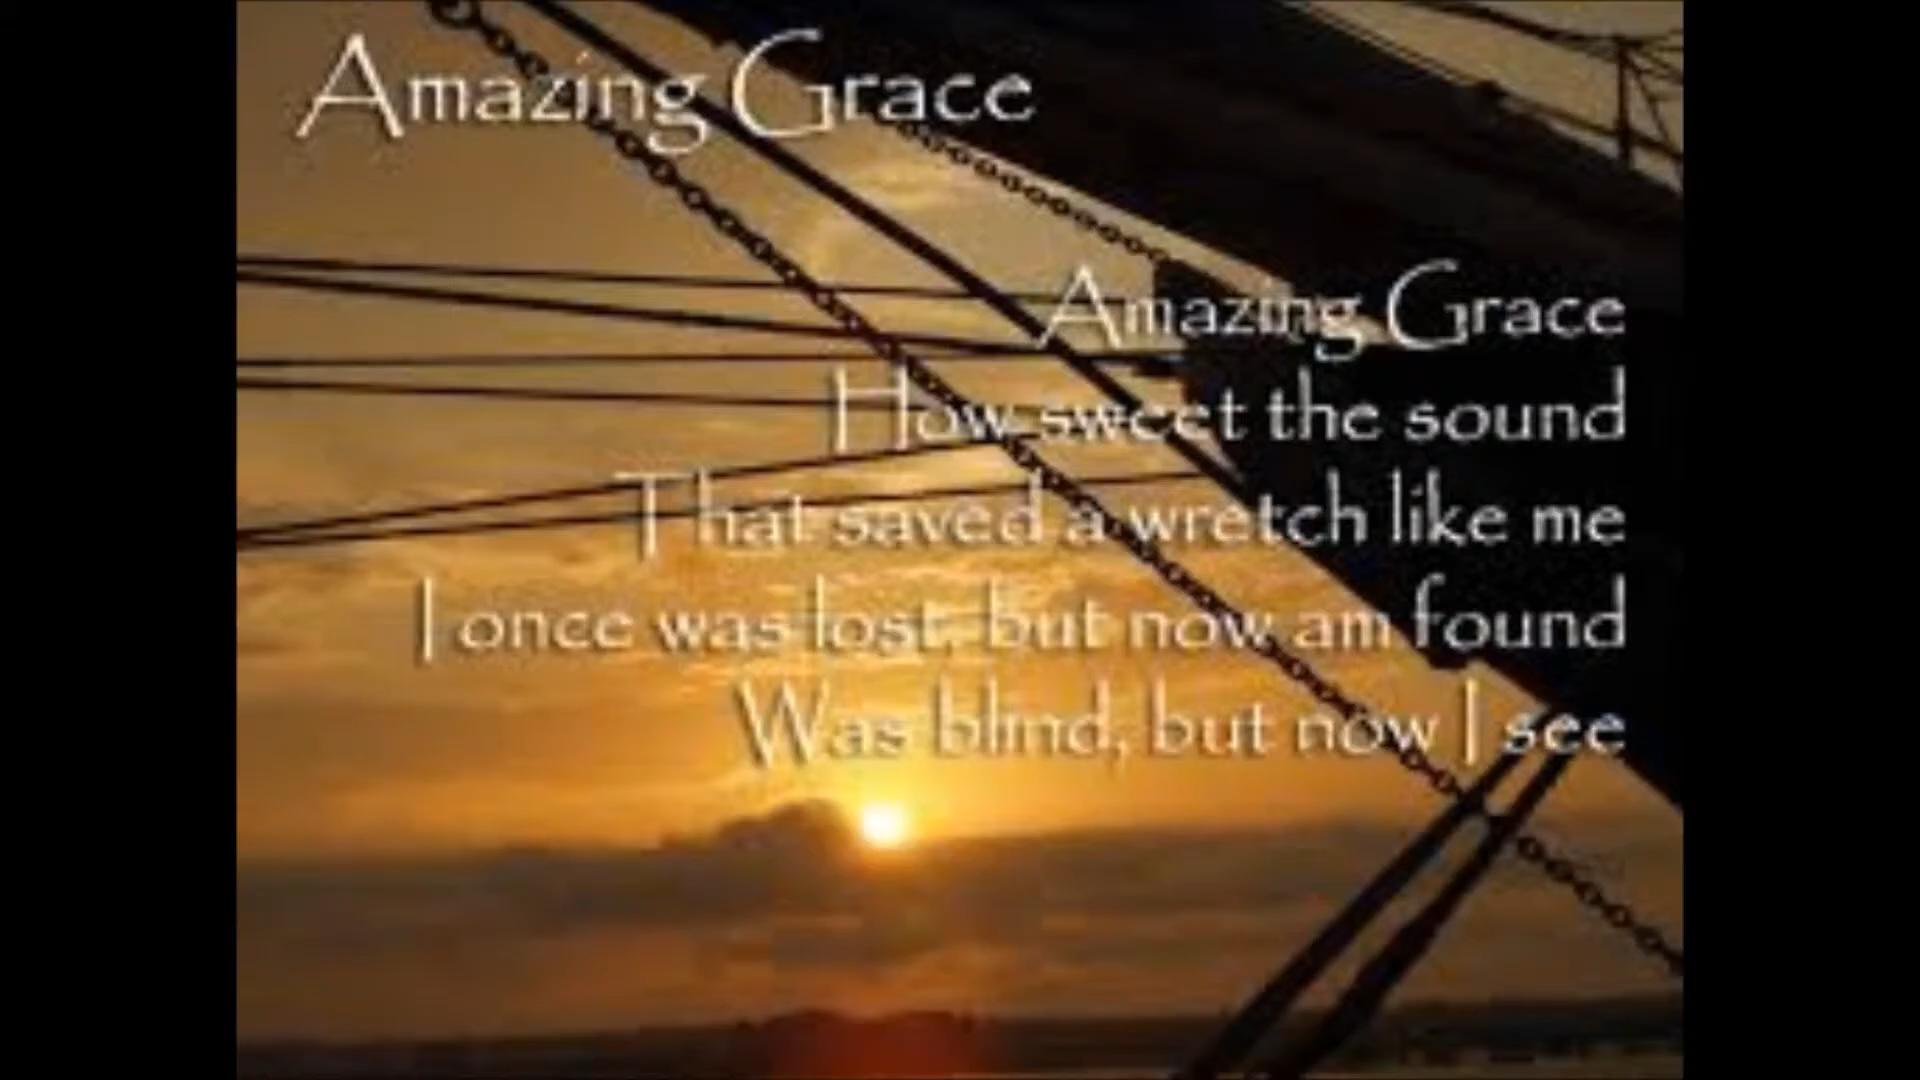 Amazing Grace
Amazing Grace
How sweet the sound
That saved a wretch like me
I once was lost, but now am found
Was blind, but now I see